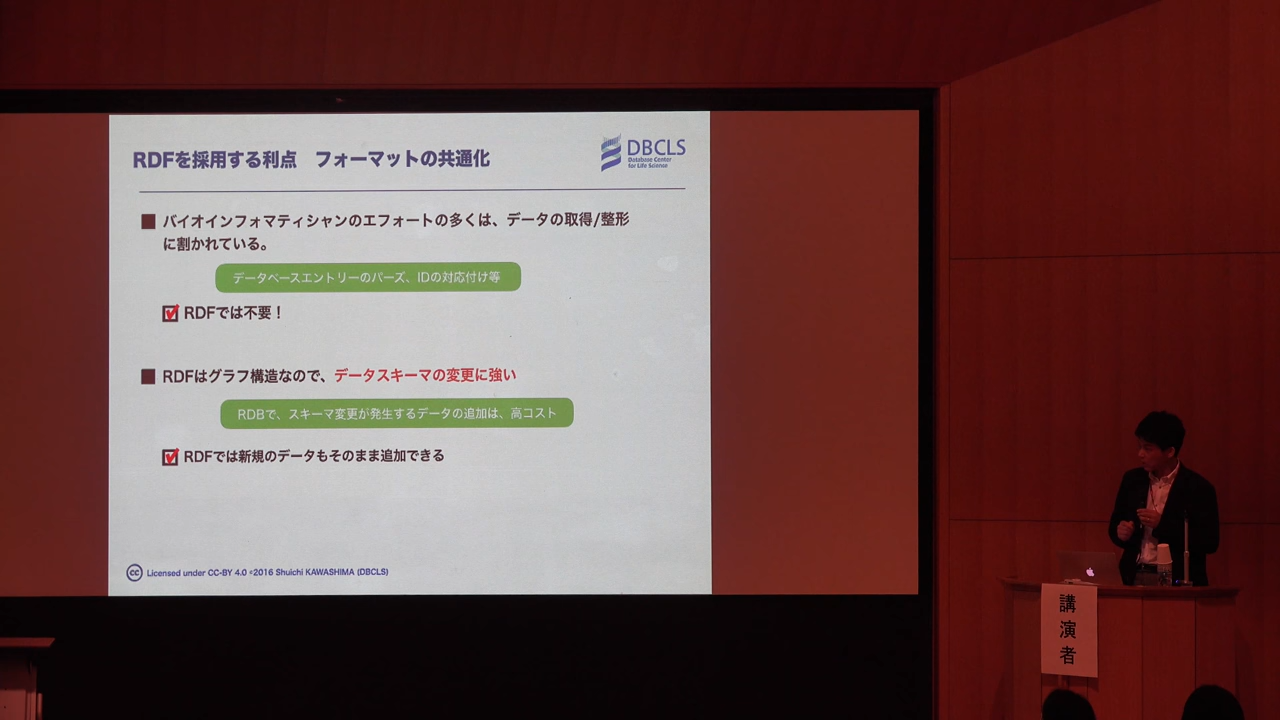 RDFを採用する利点　フォーマットの共通化
DBCLS
Database Center
for Life Science
バイオインフォマティシャンのエフォートの多くは、データの取得/整形
に割かれている。
データベースエントリーのパーズ、IDの対応付け等
RDFでは不要！
RDFはグラフ構造なので、データスキーマの変更に強い
RDBで、スキーマ変更が発生するデータの追加は、高コスト
RDFでは新規のデータもそのまま追加できる
cc Licensed under CC-BY 4.0 ©2016 Shuichi KAWASHIMA (DBCLS)
講
演
者